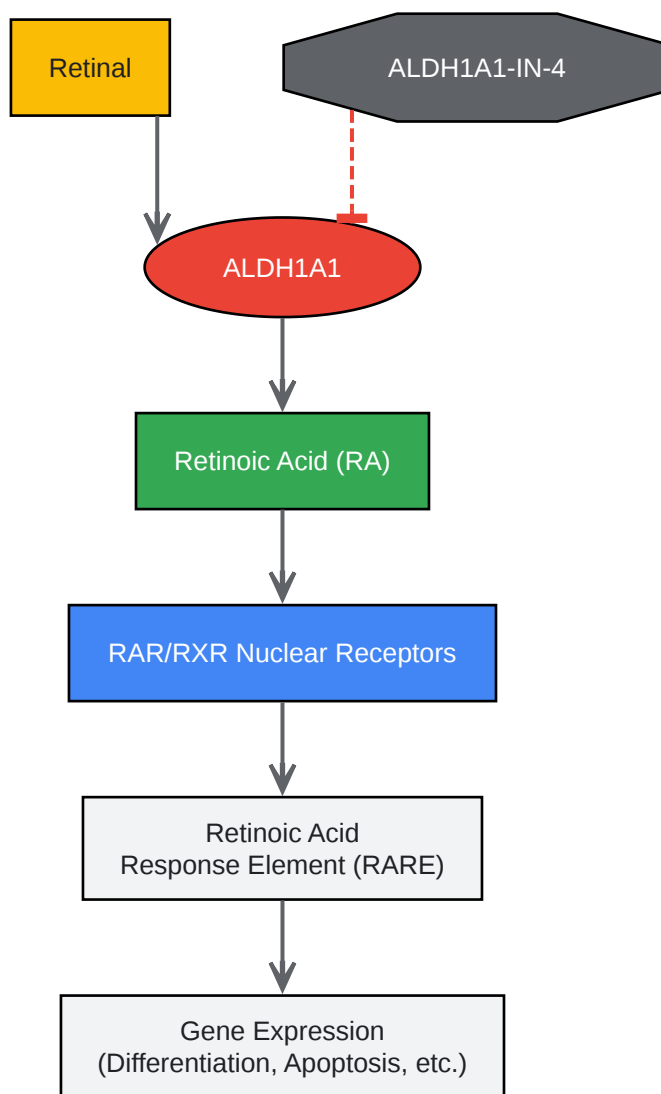 Retinal
ALDH1A1-IN-4
ALDH1A1
Retinoic Acid (RA)
RAR/RXR Nuclear Receptors
Retinoic Acid
Response Element (RARE)
Gene Expression
(Differentiation, Apoptosis, etc.)